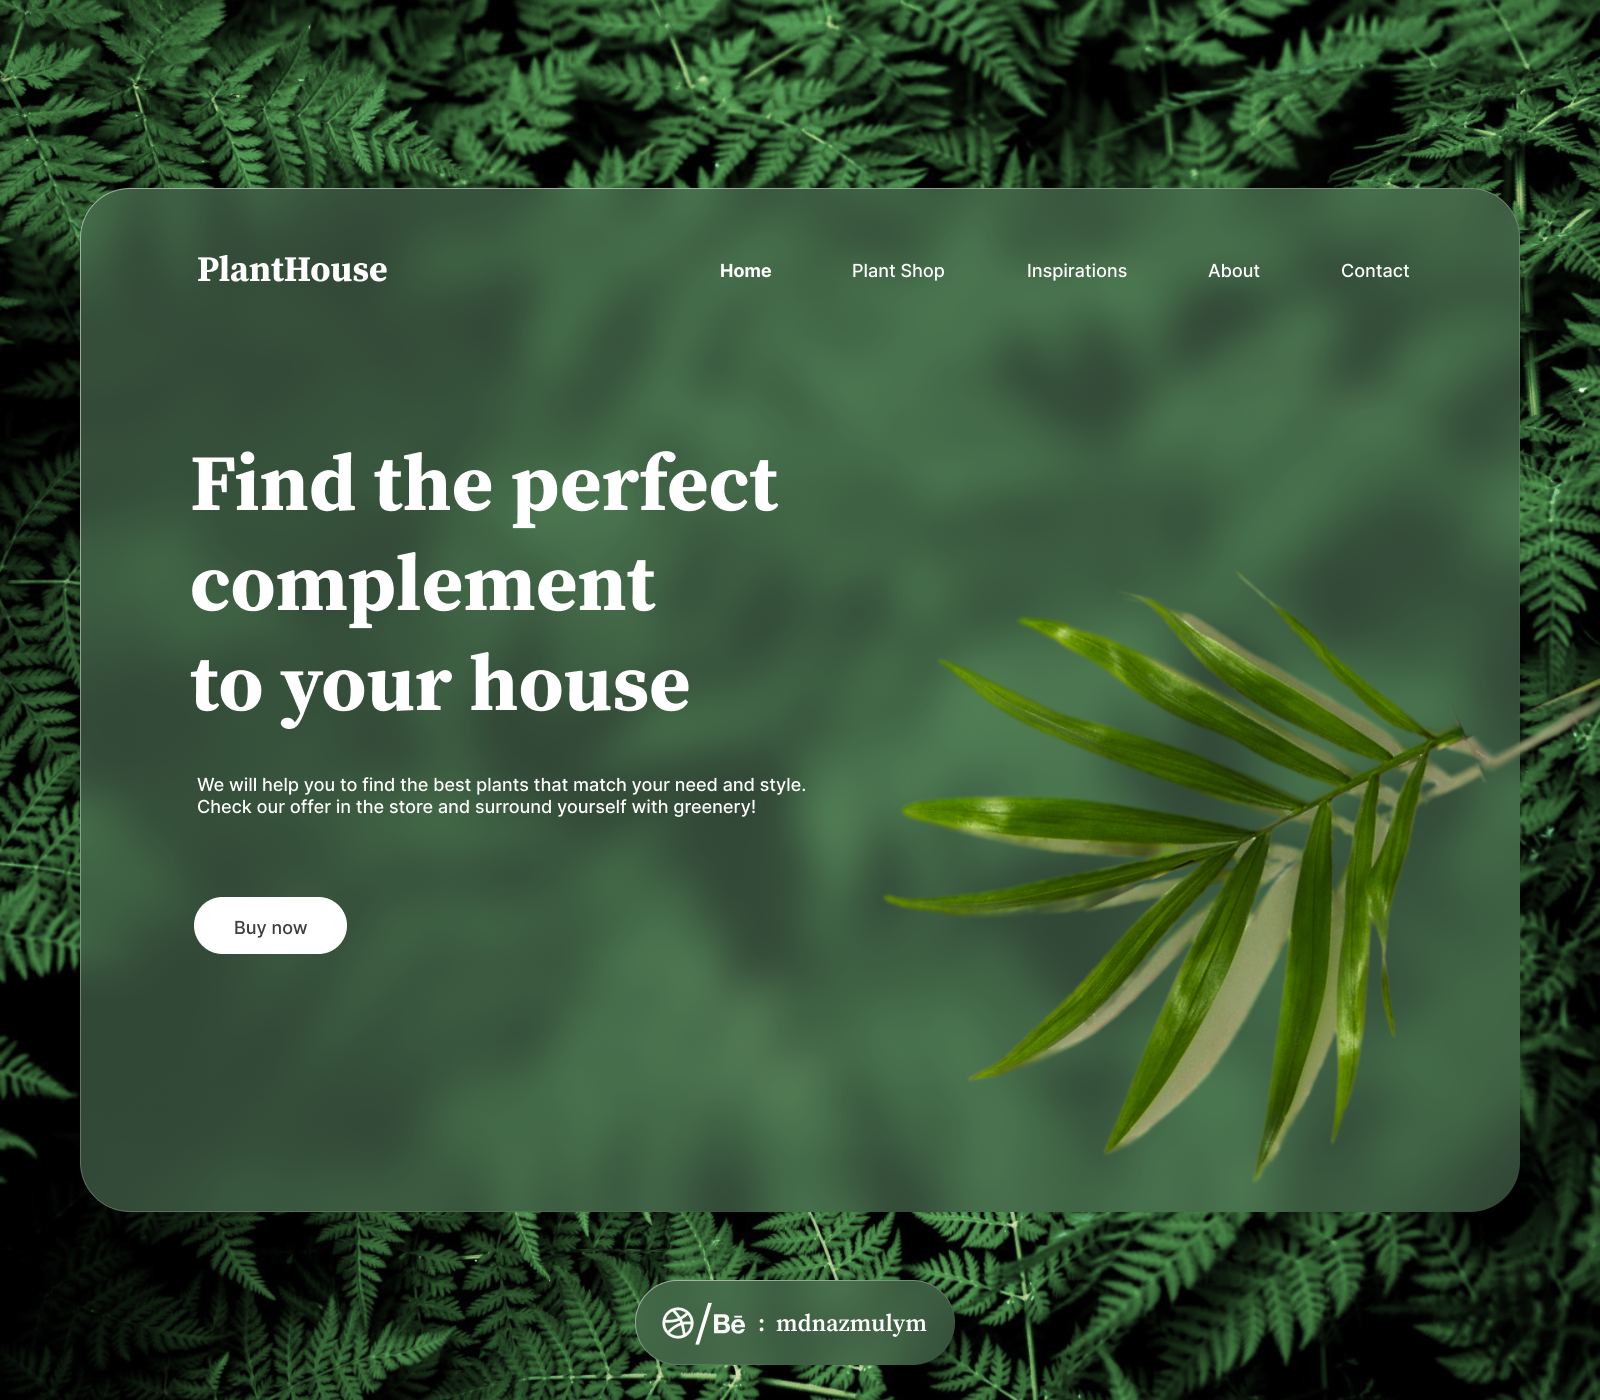 PlantHouse
Home Plant Shop Inspirations About Contact
Find the perfect
complement
to your house
We will help you to find the best plants that match your need and style.
Check our offer in the store and surround yourself with greenery!
Buy now
/Bē : mdnazmulym